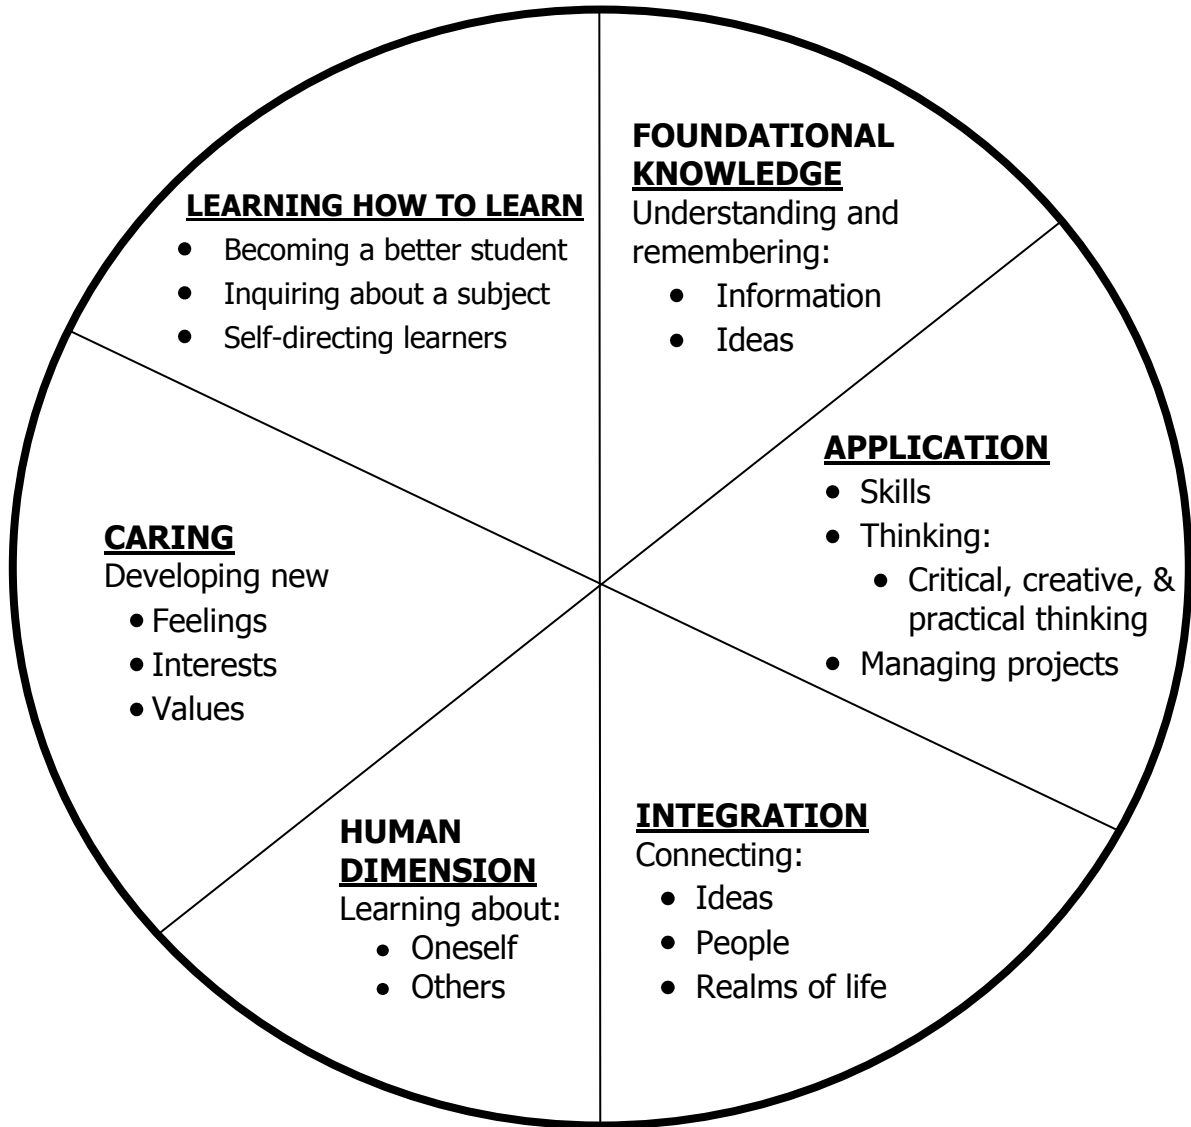 FOUNDATIONAL
KNOWLEDGE
Understanding and
remembering:
• Information
• Ideas
APPLICATION
• Skills
• Thinking:
• Critical, creative, &
practical thinking
• Managing projects
INTEGRATION
Connecting:
• Ideas
• People
• Realms of life
HUMAN
DIMENSION
Learning about:
• Oneself
• Others
CARING
Developing new
• Feelings
• Interests
• Values
LEARNING HOW TO LEARN
• Becoming a better student
• Inquiring about a subject
• Self-directing learners